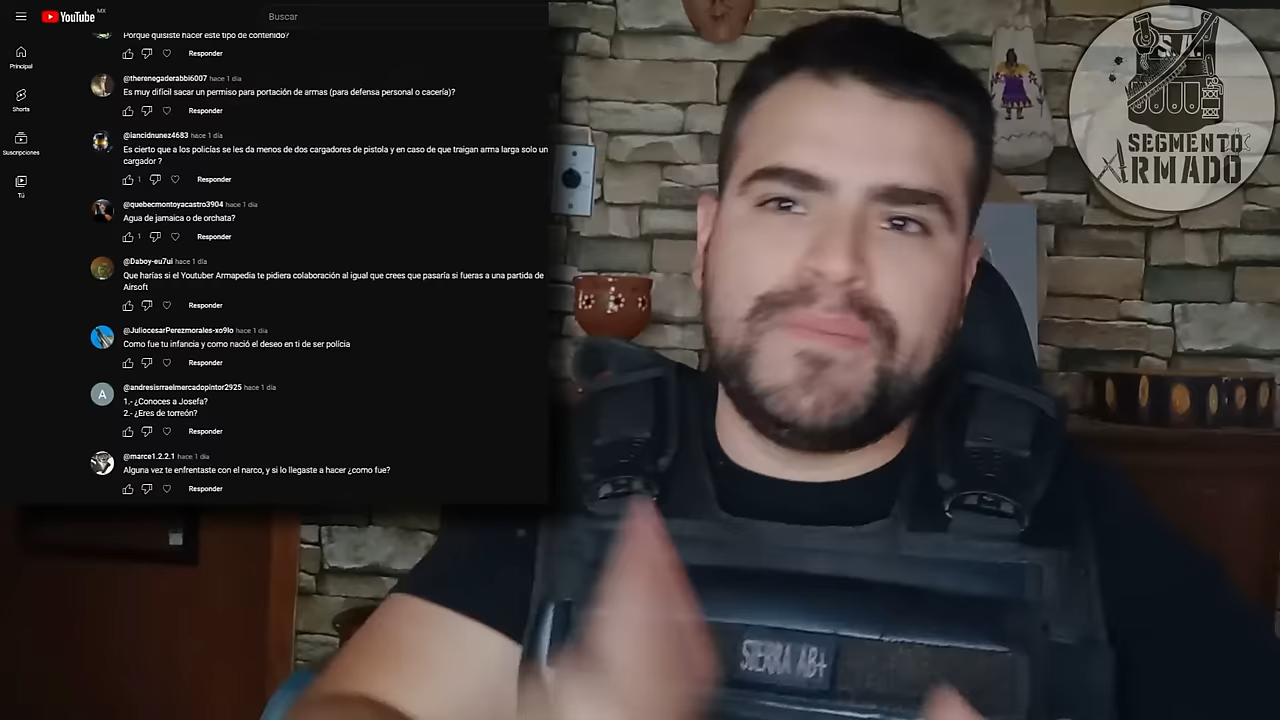 YouTube MX
Buscar
Principal
Shorts
Suscripciones
Tú
Porque quisiste hacer este tipo de contenido?
Responder
@therenegaderabbi6007 hace 1 día
Es muy difícil sacar un permiso para portación de armas (para defensa personal o cacería)?
Responder
@iancidnunez4683 hace 1 día
Es cierto que a los policías se les da menos de dos cargadores de pistola y en caso de que traigan arma larga solo un
cargador ?
1 Responder
@quebecmontoyacastro3904 hace 1 día
Agua de jamaica o de orchata?
1 Responder
@Daboy-eu7ui hace 1 día
Que harías si el Youtuber Armapedia te pidiera colaboración al igual que crees que pasaría si fueras a una partida de
Airsoft
Responder
@JuliocesarPerezmorales-xo9lo hace 1 día
Como fue tu infancia y como nació el deseo en ti de ser polícia
Responder
@andresisrraelmercadopintor2925 hace 1 día
A
1.- ¿Conoces a Josefa?
2.- ¿Eres de torreón?
Responder
@marce1.2.2.1 hace 1 día
Alguna vez te enfrentaste con el narco, y si lo llegaste a hacer ¿como fue?
Responder
S.A.
SEGMENTO
ARMADO
SIERRA AB+